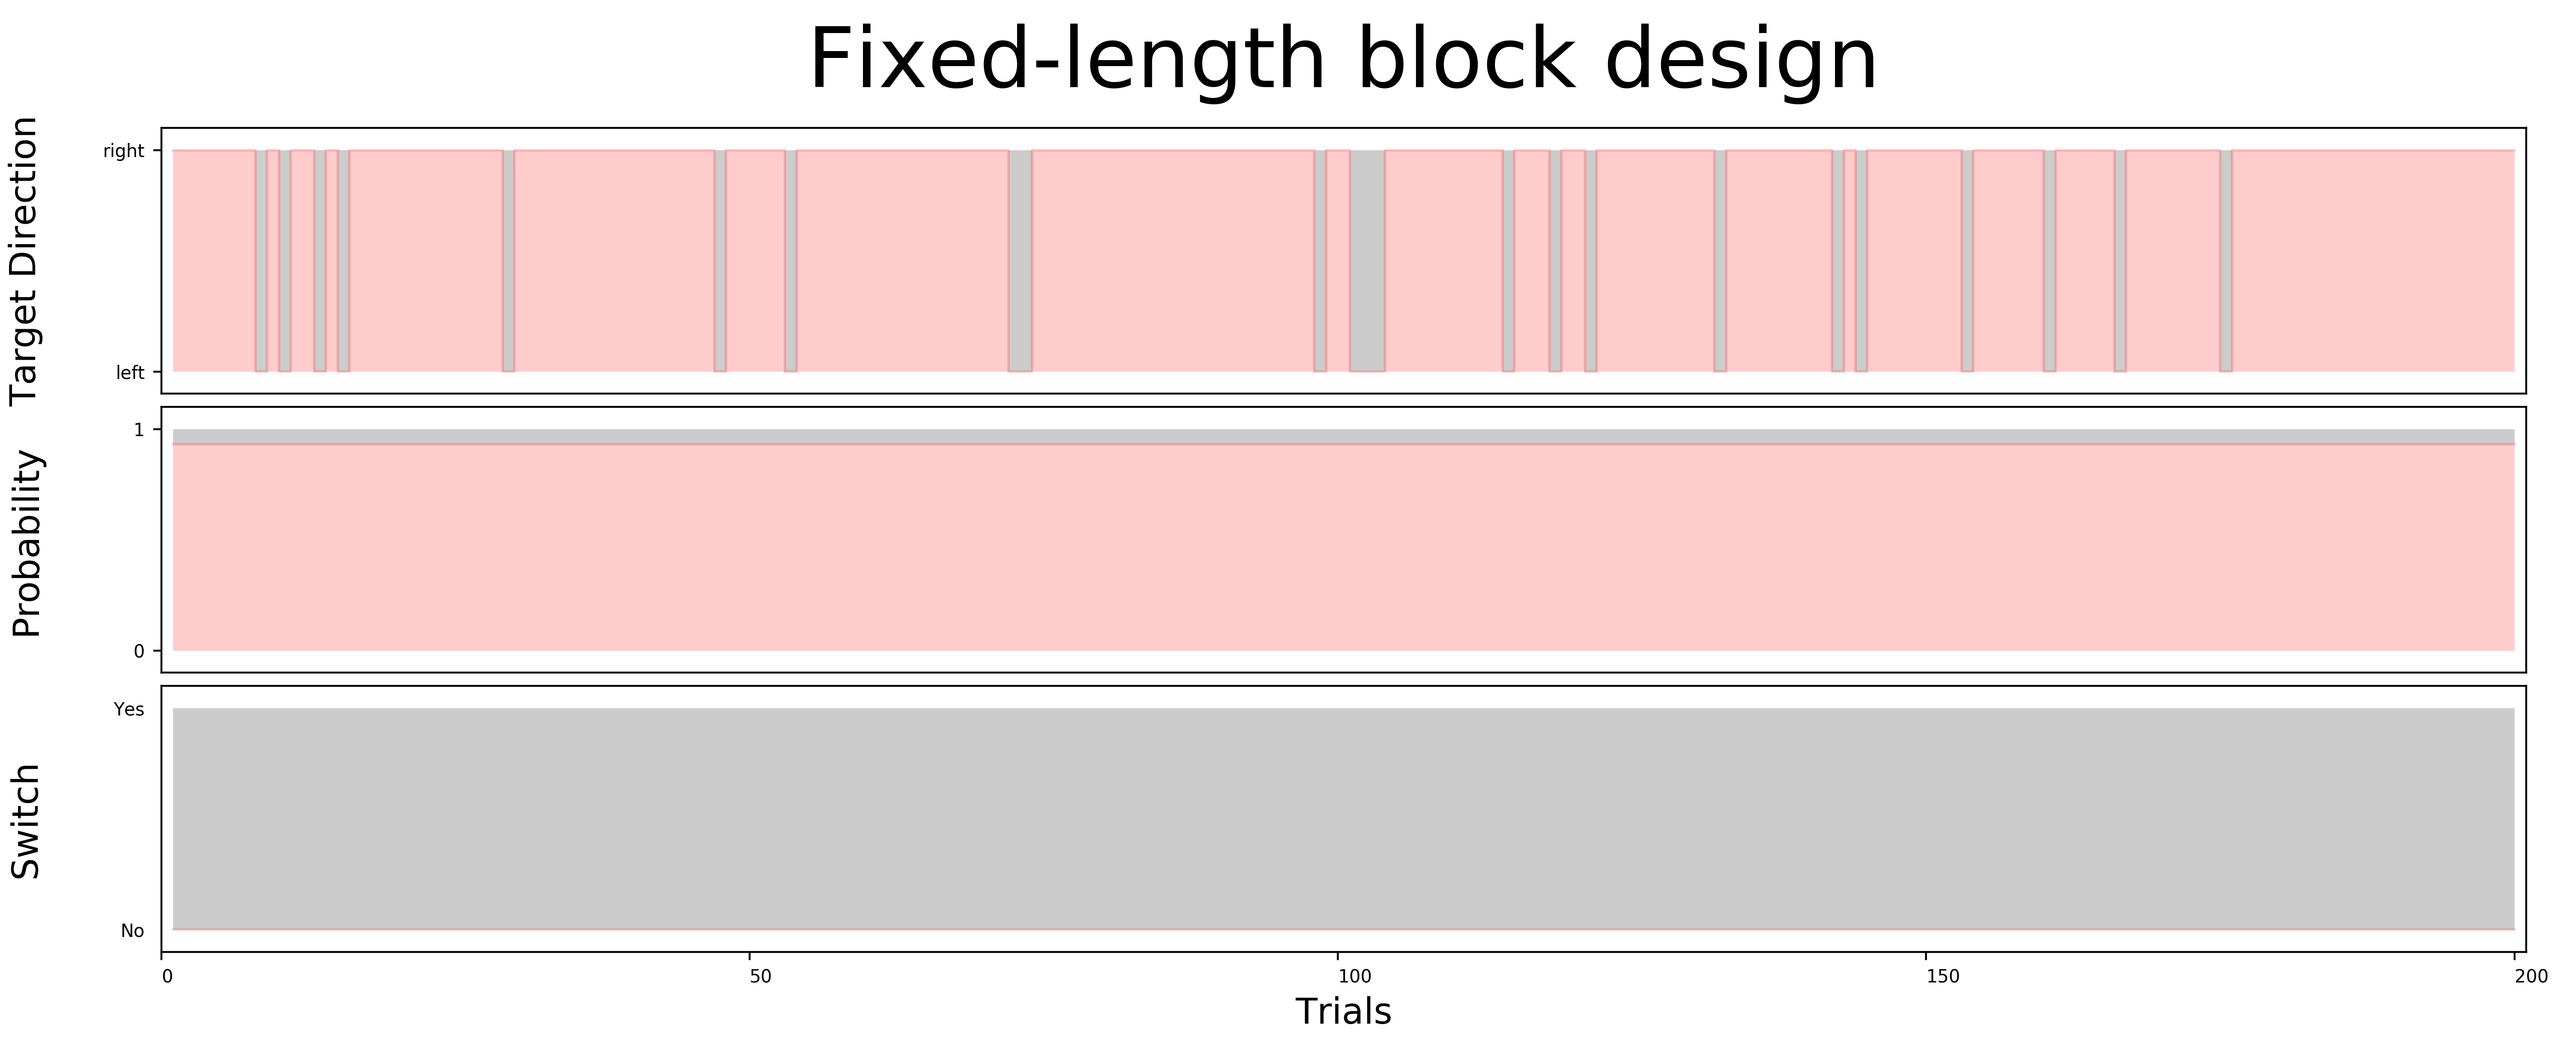 Fixed-length block design
Target Direction
right
left
Probability
1
0
Switch
Yes
No
0 50 100 150 200
Trials